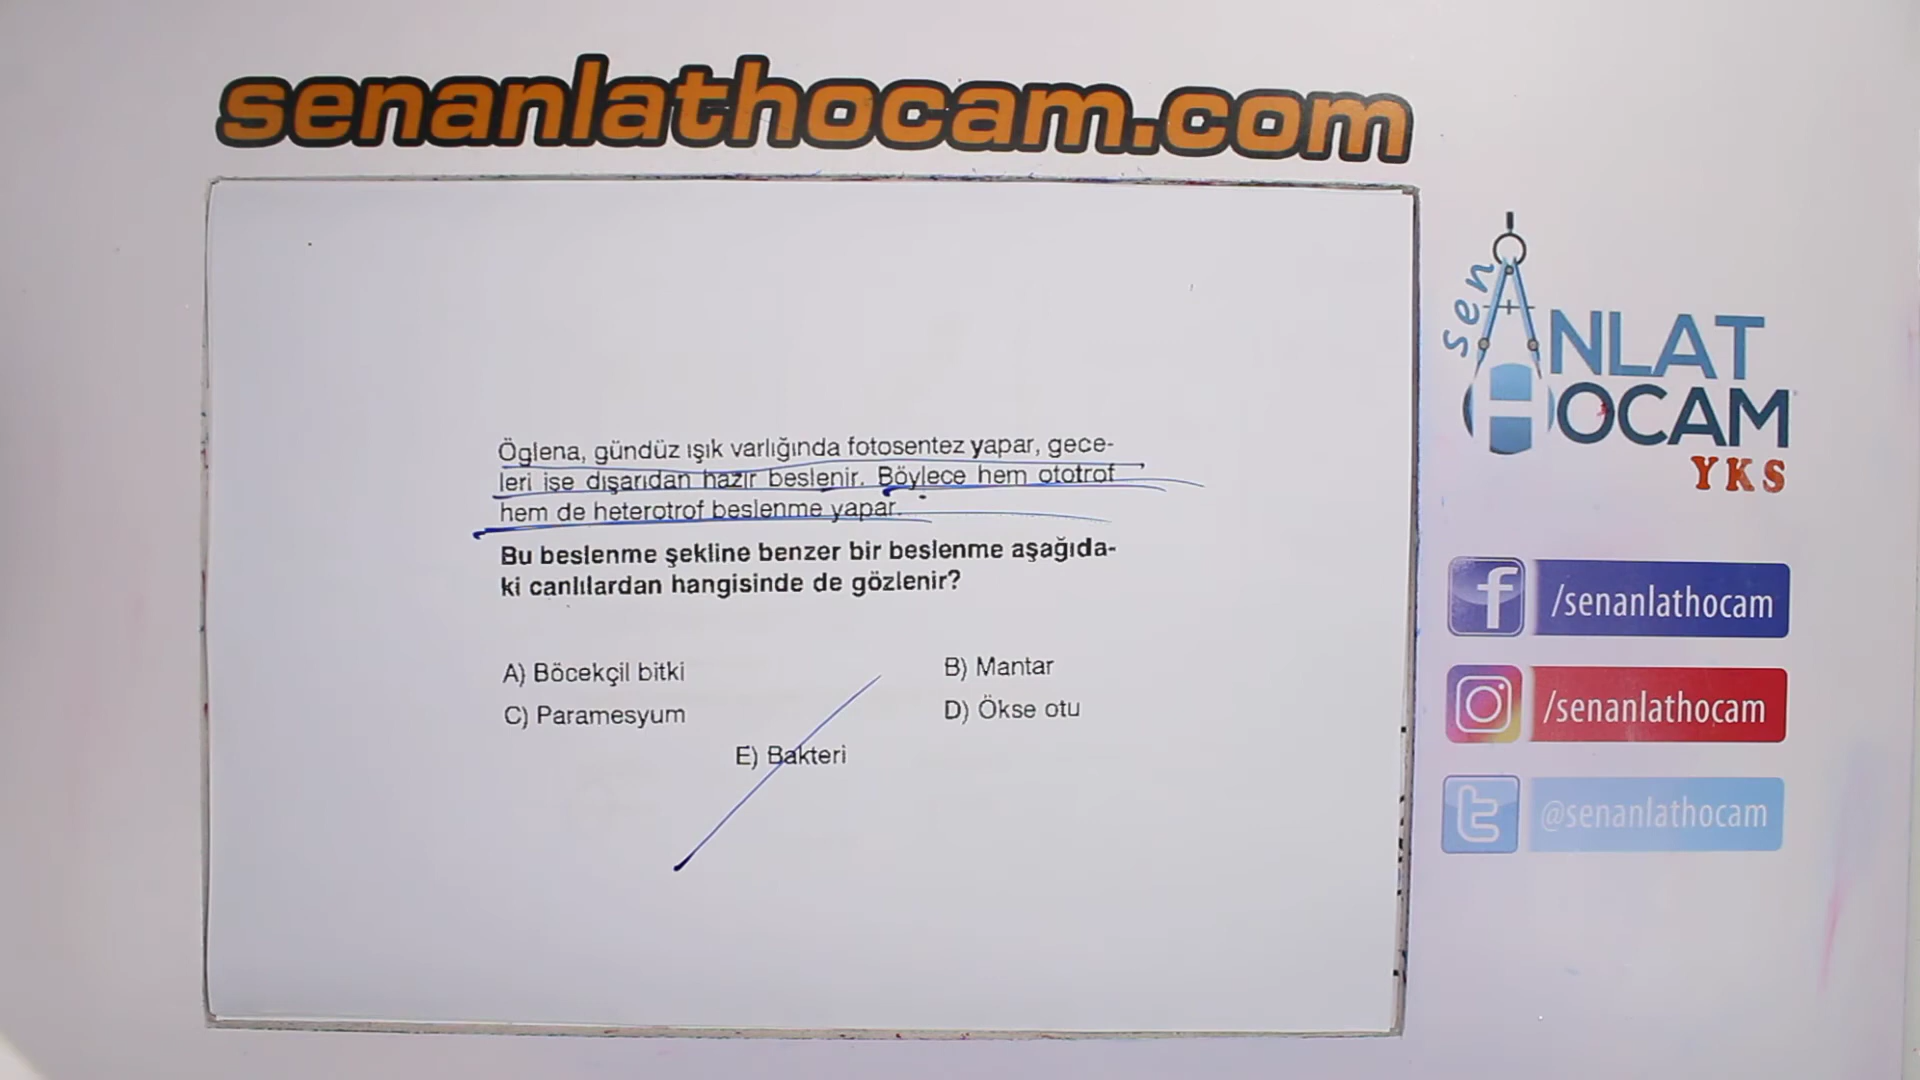 senanlathocam.com
Öglena, gündüz ışık varlığında fotosentez yapar, gece-
leri ise dışarıdan hazır beslenir. Böylece hem ototrof
hem de heterotrof beslenme yapar.
Bu beslenme şekline benzer bir beslenme aşağıda-
ki canlılardan hangisinde de gözlenir?
A) Böcekçil bitki
B) Mantar
C) Paramesyum
D) Ökse otu
E) Bakteri
sen
ANLAT
HOCAM
YKS
f /senanlathocam
/senanlathocam
t @senanlathocam